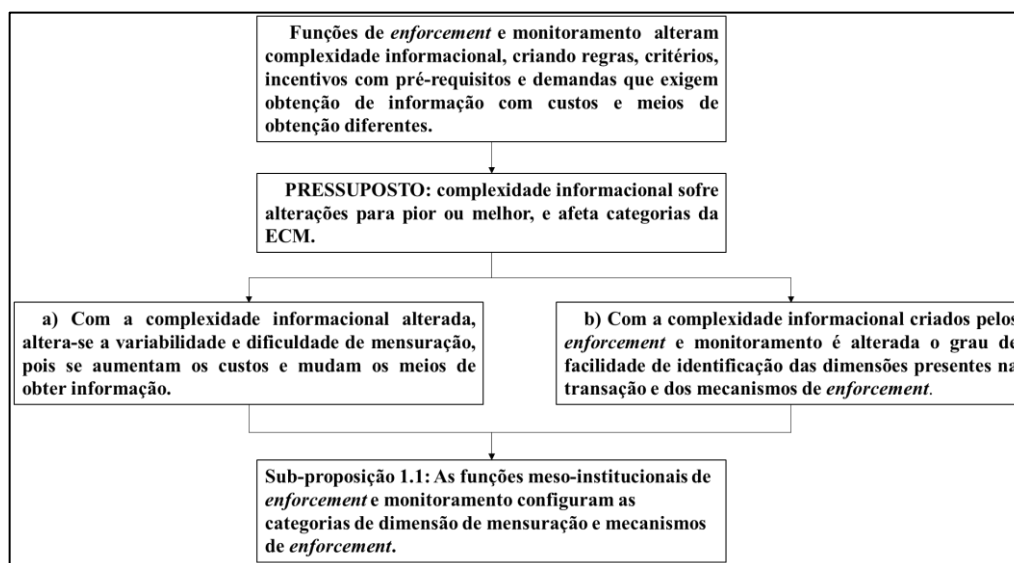 Funções de enforcement e monitoramento alteram
complexidade informacional, criando regras, critérios,
incentivos com pré-requisitos e demandas que exigem
obtenção de informação com custos e meios de
obtenção diferentes.
PRESSUPOSTO: complexidade informacional sofre
alterações para pior ou melhor, e afeta categorias da
ECM.
a) Com a complexidade informacional alterada,
altera-se a variabilidade e dificuldade de mensuração,
pois se aumentam os custos e mudam os meios de
obter informação.
b) Com a complexidade informacional criados pelos
enforcement e monitoramento é alterada o grau de
facilidade de identificação das dimensões presentes na
transação e dos mecanismos de enforcement.
Sub-proposição 1.1: As funções meso-institucionais de
enforcement e monitoramento configuram as
categorias de dimensão de mensuração e mecanismos
de enforcement.